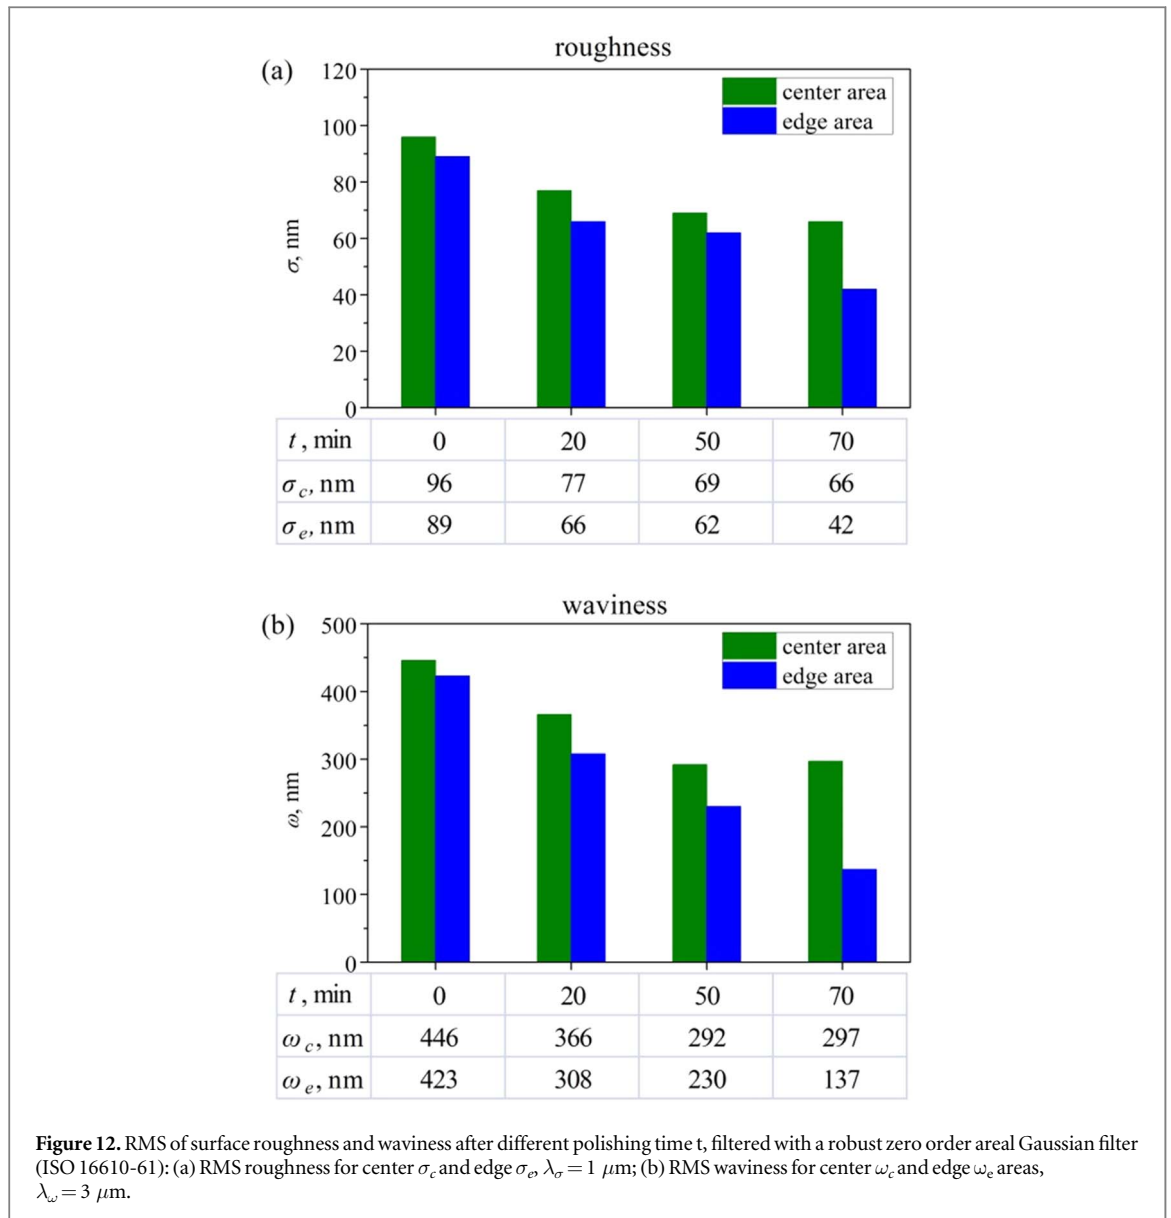 roughness
(a)
120
100
80
60
40
20
0
σ, nm
center area
edge area
t , min 0 20 50 70
σ c, nm 96 77 69 66
σ e, nm 89 66 62 42
waviness
(b)
500
400
300
200
100
0
ω, nm
center area
edge area
t , min 0 20 50 70
ω c, nm 446 366 292 297
ω e, nm 423 308 230 137
Figure 12. RMS of surface roughness and waviness after different polishing time t, filtered with a robust zero order areal Gaussian filter
(ISO 16610-61): (a) RMS roughness for center σc and edge σe, λσ = 1 μm; (b) RMS waviness for center ωc and edge ωe areas,
λω = 3 μm.